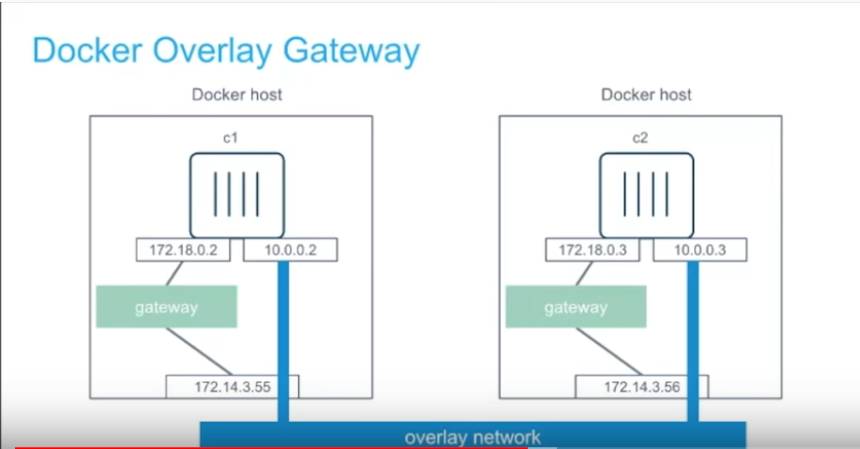 Docker Overlay Gateway
Docker host
Docker host
c1
c2
172.18.0.2
10.0.0.2
172.18.0.3
10.0.0.3
gateway
gateway
172.14.3.55
172.14.3.56
overlay network